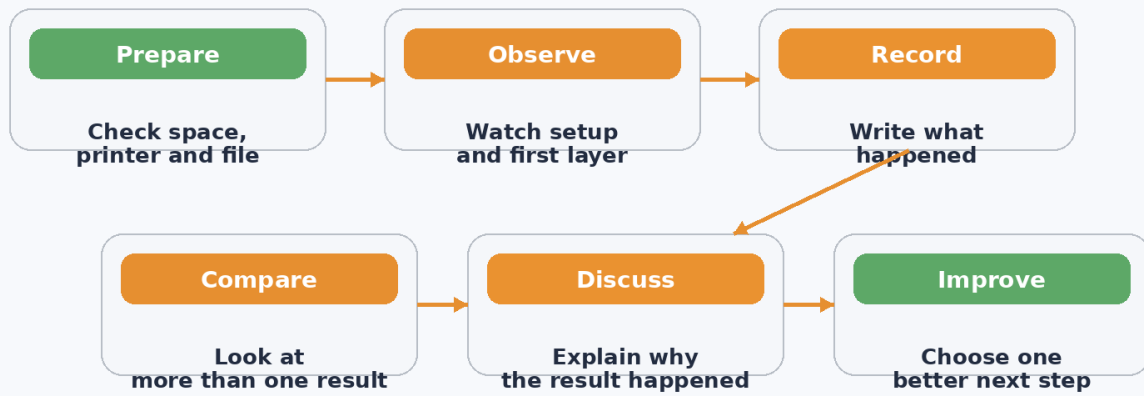 Prepare
Check space,
printer and file
Observe
Watch setup
and first layer
Record
Write what
happened
Compare
Look at
more than one result
Discuss
Explain why
the result happened
Improve
Choose one
better next step